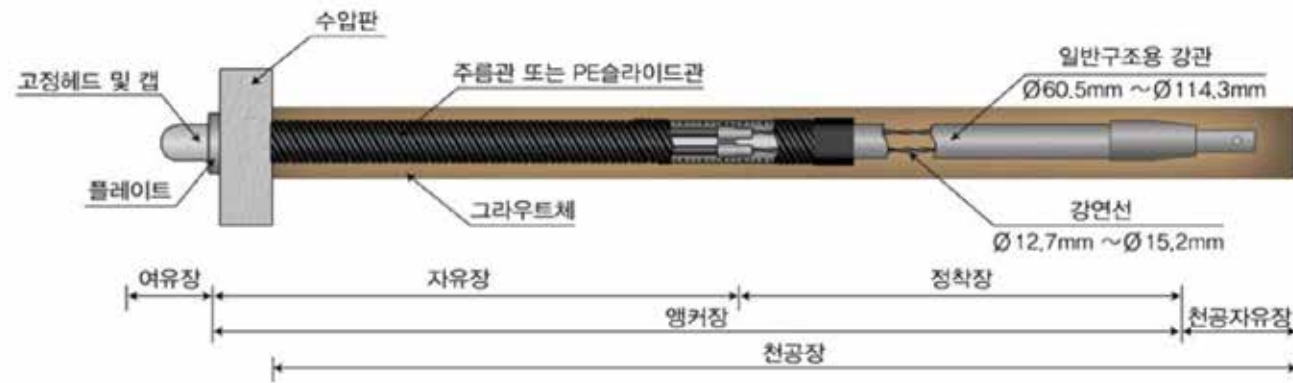 수압판
고정헤드 및 캡
주름관 또는 PE슬라이드관
일반구조용 강관
Ø60.5mm ~Ø114.3mm
플레이트
그라우트체
강연선
Ø12.7mm ~Ø15.2mm
여유장
자유장
정착장
앵커장
천공자유장
천공장